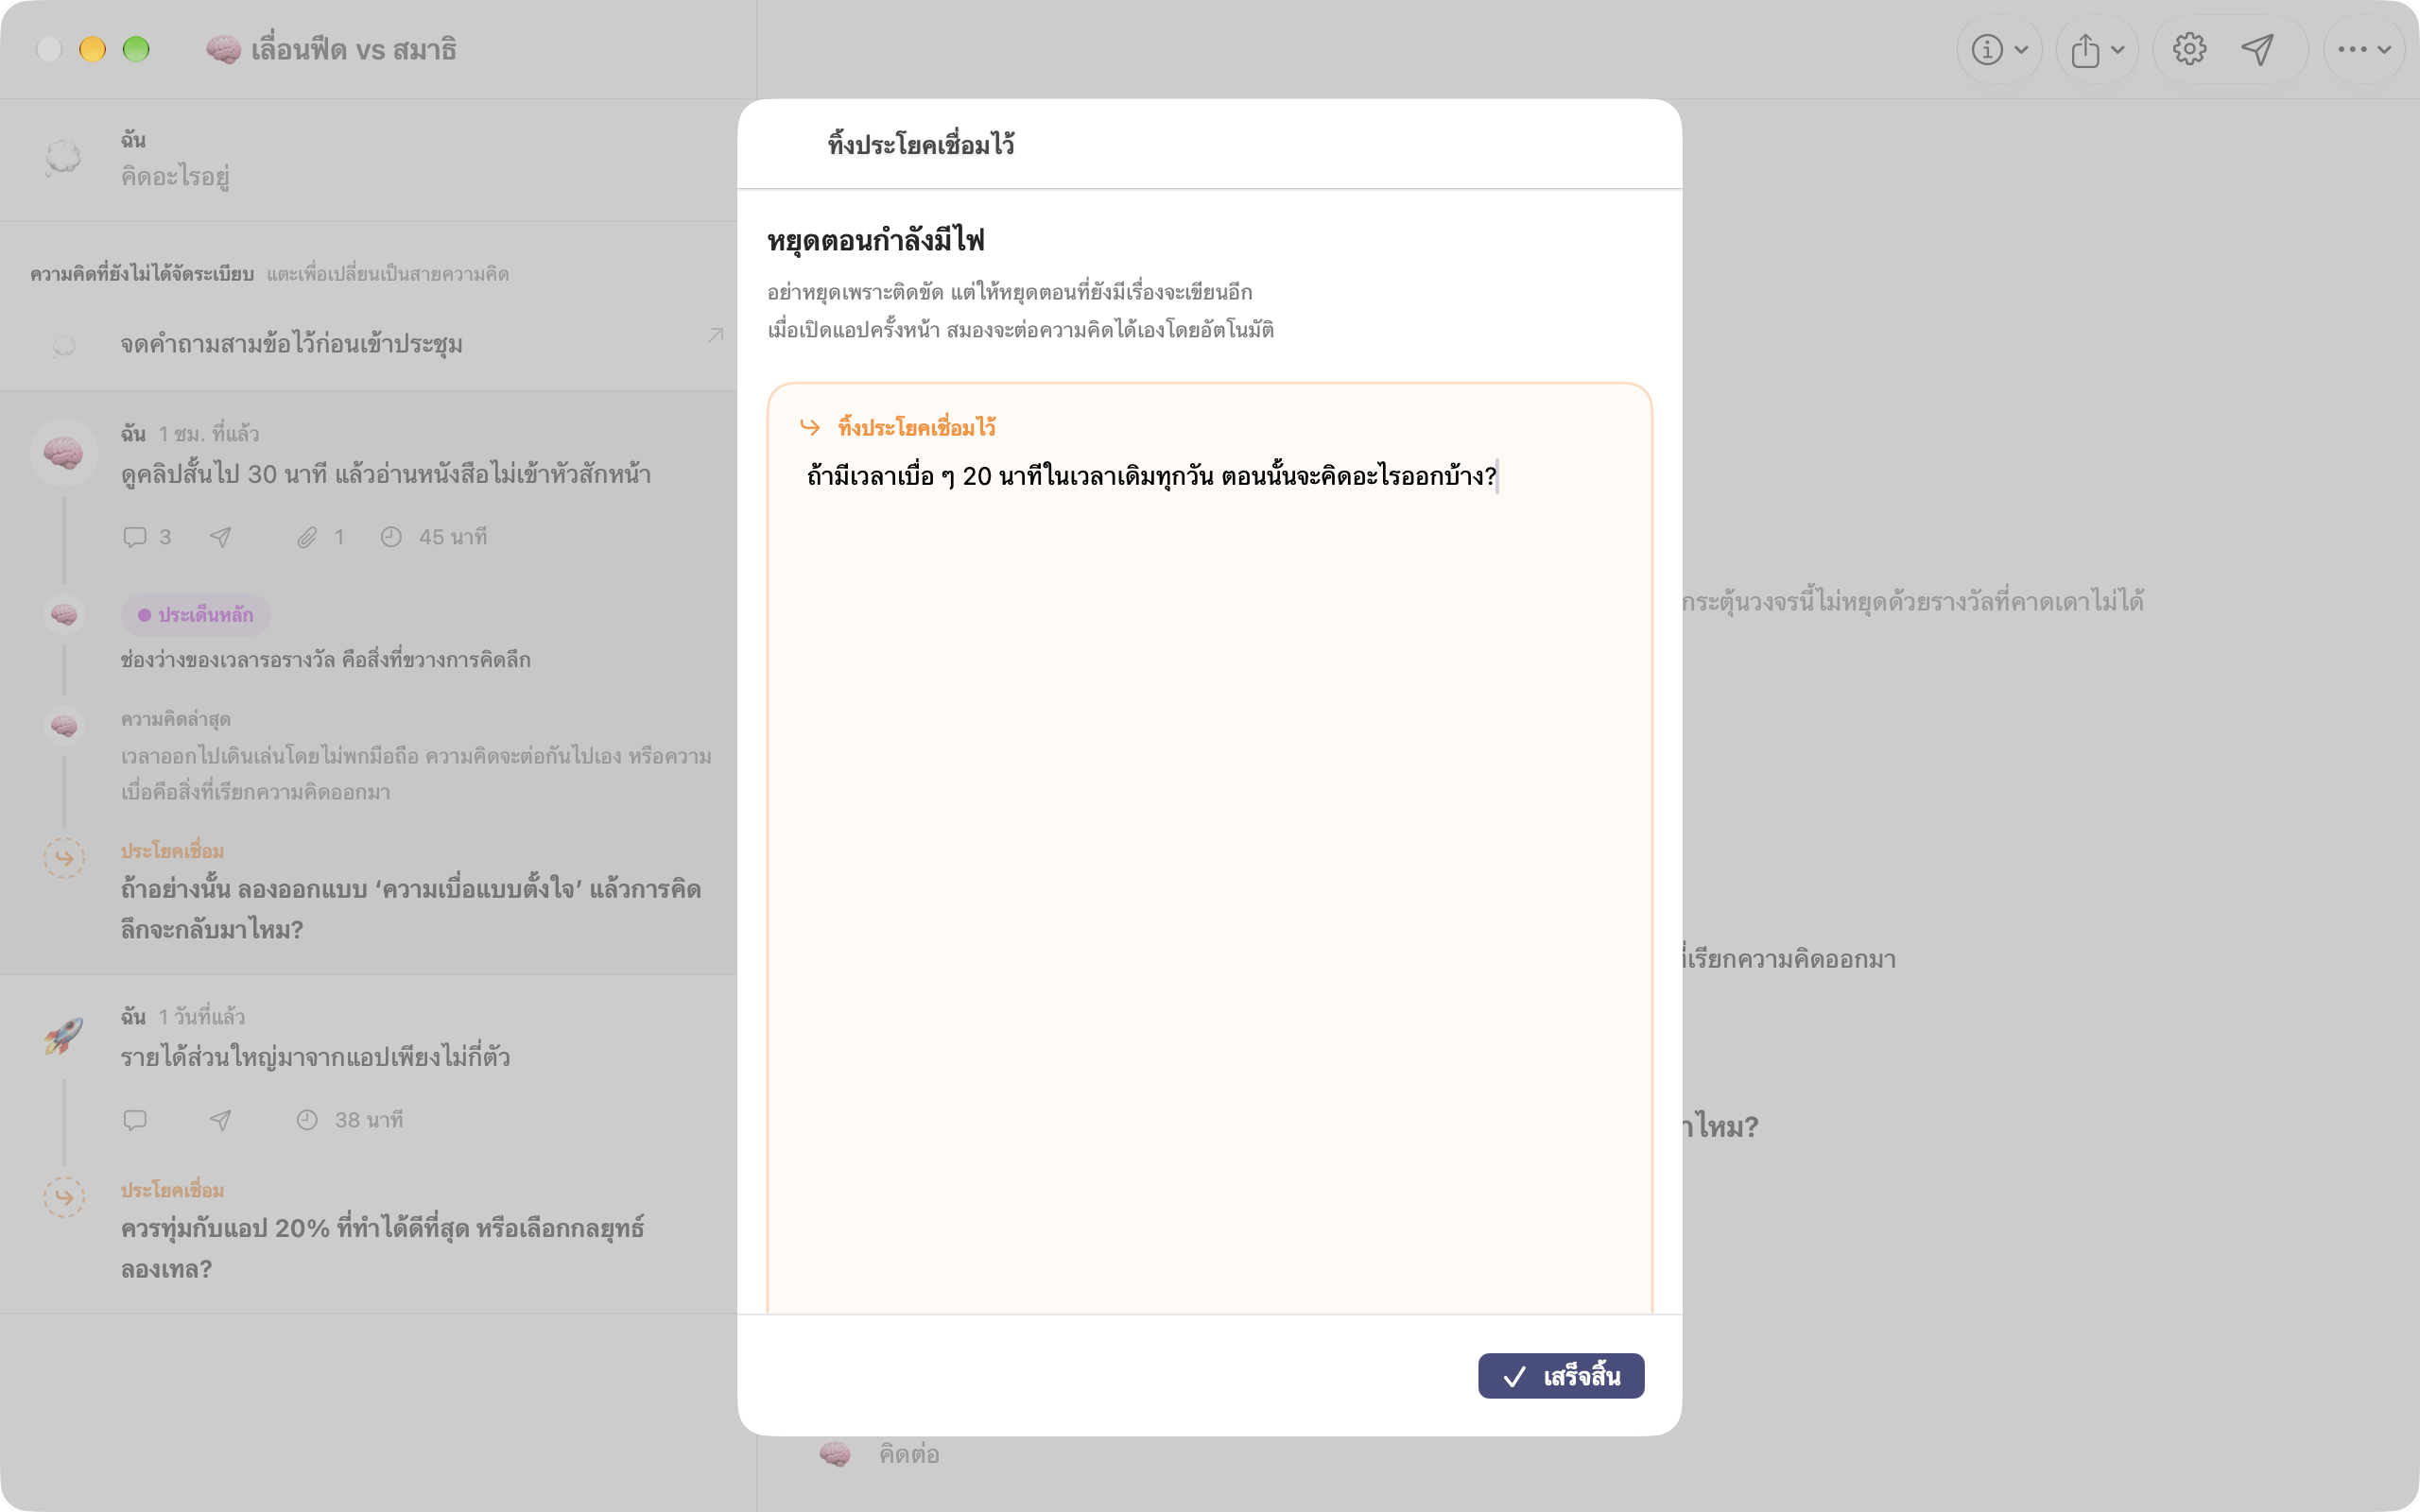 🧠 เลื่อนฟีด vs สมาธิ
ฉัน
คิดอะไรอยู่
ความคิดที่ยังไม่ได้จัดระเบียบ แตะเพื่อเปลี่ยนเป็นสายความคิด
จดคำถามสามข้อไว้ก่อนเข้าประชุม
ฉัน 1 ชม. ที่แล้ว
ดูคลิปสั้นไป 30 นาที แล้วอ่านหนังสือไม่เข้าหัวสักหน้า
3 1 45 นาที
ประเด็นหลัก
ช่องว่างของเวลารอรางวัล คือสิ่งที่ขวางการคิดลึก
ความคิดล่าสุด
เวลาออกไปเดินเล่นโดยไม่พกมือถือ ความคิดจะต่อกันไปเอง หรือความ
เบื่อคือสิ่งที่เรียกความคิดออกมา
ประโยคเชื่อม
ถ้าอย่างนั้น ลองออกแบบ ‘ความเบื่อแบบตั้งใจ’ แล้วการคิด
ลึกจะกลับมาไหม?
ฉัน 1 วันที่แล้ว
รายได้ส่วนใหญ่มาจากแอปเพียงไม่กี่ตัว
38 นาที
ประโยคเชื่อม
ควรทุ่มกับแอป 20% ที่ทำได้ดีที่สุด หรือเลือกกลยุทธ์
ลองเทล?
ทิ้งประโยคเชื่อมไว้
หยุดตอนกำลังมีไฟ
อย่าหยุดเพราะติดขัด แต่ให้หยุดตอนที่ยังมีเรื่องจะเขียนอีก
เมื่อเปิดแอปครั้งหน้า สมองจะต่อความคิดได้เองโดยอัตโนมัติ
ทิ้งประโยคเชื่อมไว้
ถ้ามีเวลาเบื่อ ๆ 20 นาทีในเวลาเดิมทุกวัน ตอนนั้นจะคิดอะไรออกบ้าง?
เสร็จสิ้น
กระตุ้นวงจรนี้ไม่หยุดด้วยรางวัลที่คาดเดาไม่ได้
ที่เรียกความคิดออกมา
าไหม?
คิดต่อ